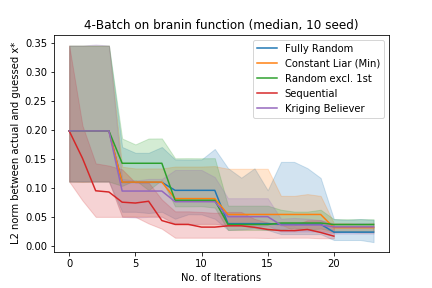 4-Batch on branin function (median, 10 seed)
L2 norm between actual and guessed x*
0.35
0.30
0.25
0.20
0.15
0.10
0.05
0.00
Fully Random
Constant Liar (Min)
Random excl. 1st
Sequential
Kriging Believer
0 5 10 15 20
No. of Iterations